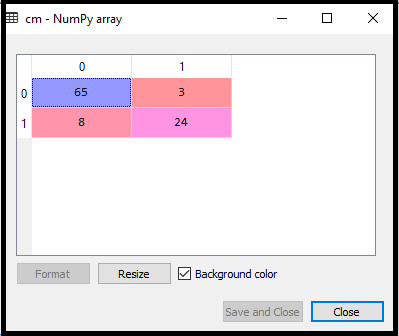 cm - NumPy array
0 1
0 65 3
1 8 24
Format Resize Background color
Save and Close Close